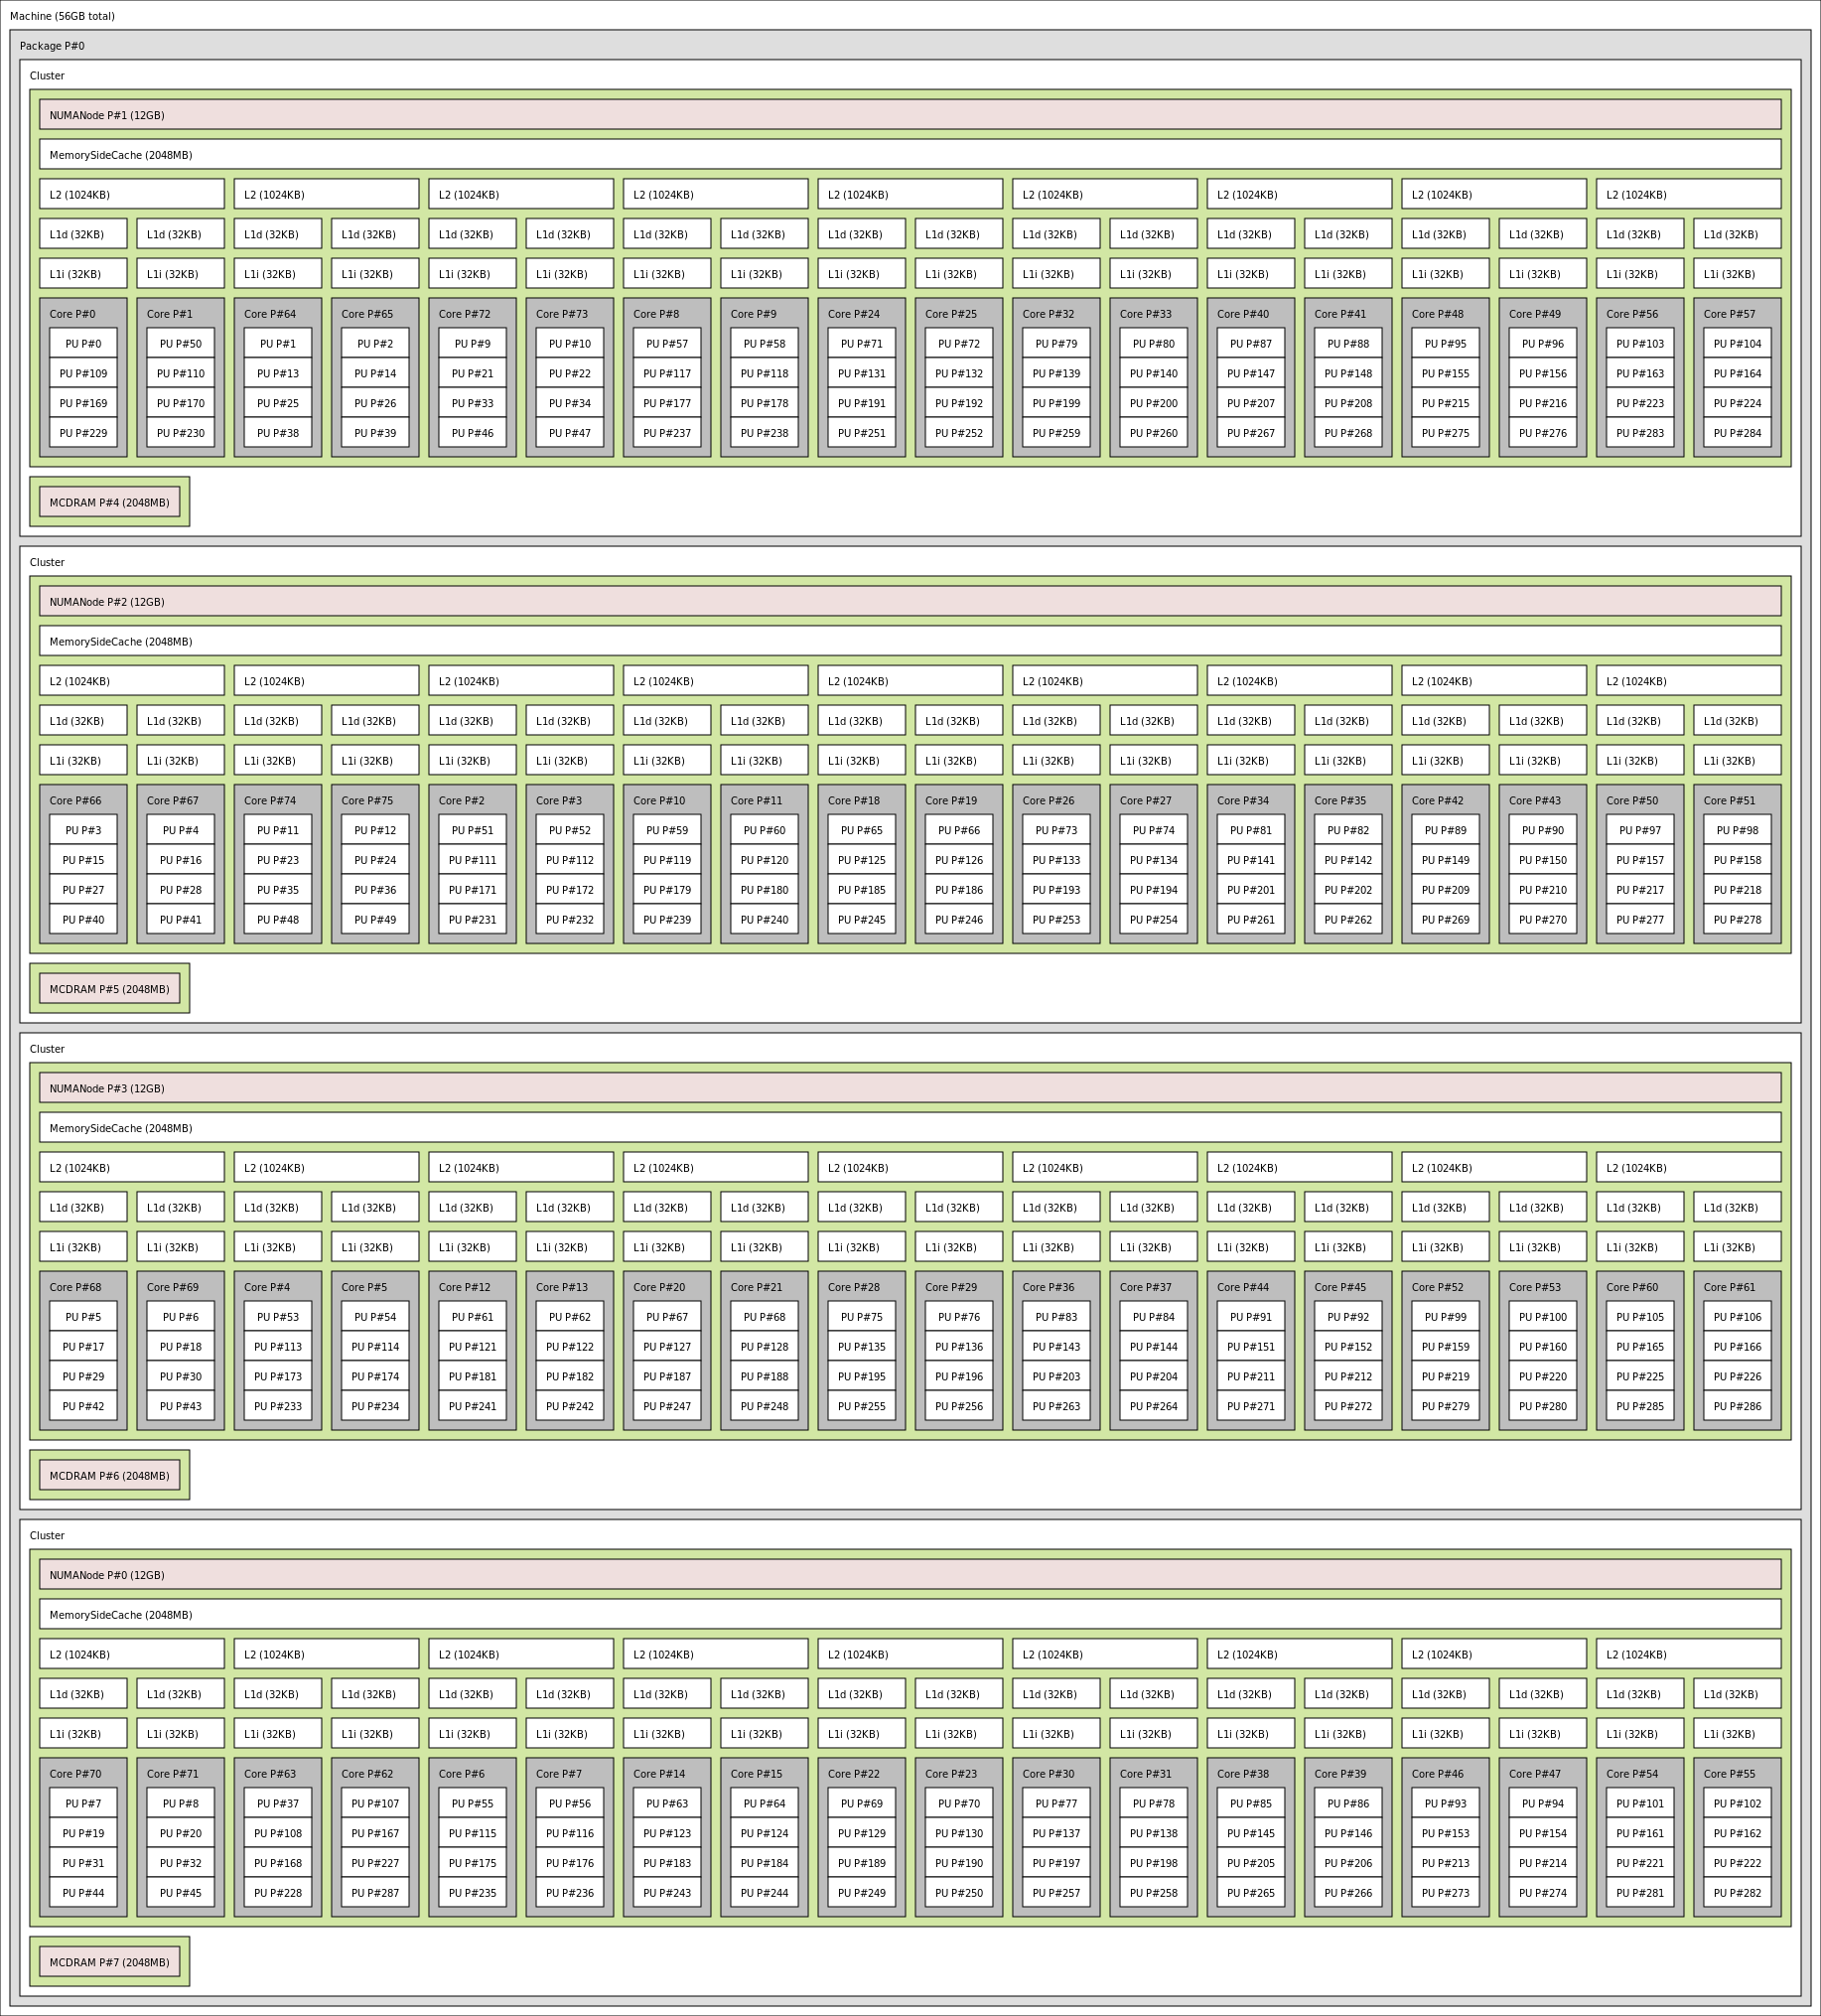 Machine (56GB total)
Package P#0
Cluster
NUMANode P#1 (12GB)
MemorySideCache (2048MB)
L2 (1024KB) L2 (1024KB) L2 (1024KB) L2 (1024KB) L2 (1024KB) L2 (1024KB) L2 (1024KB) L2 (1024KB) L2 (1024KB)
L1d (32KB) L1d (32KB) L1d (32KB) L1d (32KB) L1d (32KB) L1d (32KB) L1d (32KB) L1d (32KB) L1d (32KB) L1d (32KB) L1d (32KB) L1d (32KB) L1d (32KB) L1d (32KB) L1d (32KB) L1d (32KB) L1d (32KB) L1d (32KB)
L1i (32KB) L1i (32KB) L1i (32KB) L1i (32KB) L1i (32KB) L1i (32KB) L1i (32KB) L1i (32KB) L1i (32KB) L1i (32KB) L1i (32KB) L1i (32KB) L1i (32KB) L1i (32KB) L1i (32KB) L1i (32KB) L1i (32KB) L1i (32KB)
Core P#0 Core P#1 Core P#64 Core P#65 Core P#72 Core P#73 Core P#8 Core P#9 Core P#24 Core P#25 Core P#32 Core P#33 Core P#40 Core P#41 Core P#48 Core P#49 Core P#56 Core P#57
PU P#0 PU P#50 PU P#1 PU P#2 PU P#9 PU P#10 PU P#57 PU P#58 PU P#71 PU P#72 PU P#79 PU P#80 PU P#87 PU P#88 PU P#95 PU P#96 PU P#103 PU P#104
PU P#109 PU P#110 PU P#13 PU P#14 PU P#21 PU P#22 PU P#117 PU P#118 PU P#131 PU P#132 PU P#139 PU P#140 PU P#147 PU P#148 PU P#155 PU P#156 PU P#163 PU P#164
PU P#169 PU P#170 PU P#25 PU P#26 PU P#33 PU P#34 PU P#177 PU P#178 PU P#191 PU P#192 PU P#199 PU P#200 PU P#207 PU P#208 PU P#215 PU P#216 PU P#223 PU P#224
PU P#229 PU P#230 PU P#38 PU P#39 PU P#46 PU P#47 PU P#237 PU P#238 PU P#251 PU P#252 PU P#259 PU P#260 PU P#267 PU P#268 PU P#275 PU P#276 PU P#283 PU P#284
MCDRAM P#4 (2048MB)
Cluster
NUMANode P#2 (12GB)
MemorySideCache (2048MB)
L2 (1024KB) L2 (1024KB) L2 (1024KB) L2 (1024KB) L2 (1024KB) L2 (1024KB) L2 (1024KB) L2 (1024KB) L2 (1024KB)
L1d (32KB) L1d (32KB) L1d (32KB) L1d (32KB) L1d (32KB) L1d (32KB) L1d (32KB) L1d (32KB) L1d (32KB) L1d (32KB) L1d (32KB) L1d (32KB) L1d (32KB) L1d (32KB) L1d (32KB) L1d (32KB) L1d (32KB) L1d (32KB)
L1i (32KB) L1i (32KB) L1i (32KB) L1i (32KB) L1i (32KB) L1i (32KB) L1i (32KB) L1i (32KB) L1i (32KB) L1i (32KB) L1i (32KB) L1i (32KB) L1i (32KB) L1i (32KB) L1i (32KB) L1i (32KB) L1i (32KB) L1i (32KB)
Core P#66 Core P#67 Core P#74 Core P#75 Core P#2 Core P#3 Core P#10 Core P#11 Core P#18 Core P#19 Core P#26 Core P#27 Core P#34 Core P#35 Core P#42 Core P#43 Core P#50 Core P#51
PU P#3 PU P#4 PU P#11 PU P#12 PU P#51 PU P#52 PU P#59 PU P#60 PU P#65 PU P#66 PU P#73 PU P#74 PU P#81 PU P#82 PU P#89 PU P#90 PU P#97 PU P#98
PU P#15 PU P#16 PU P#23 PU P#24 PU P#111 PU P#112 PU P#119 PU P#120 PU P#125 PU P#126 PU P#133 PU P#134 PU P#141 PU P#142 PU P#149 PU P#150 PU P#157 PU P#158
PU P#27 PU P#28 PU P#35 PU P#36 PU P#171 PU P#172 PU P#179 PU P#180 PU P#185 PU P#186 PU P#193 PU P#194 PU P#201 PU P#202 PU P#209 PU P#210 PU P#217 PU P#218
PU P#40 PU P#41 PU P#48 PU P#49 PU P#231 PU P#232 PU P#239 PU P#240 PU P#245 PU P#246 PU P#253 PU P#254 PU P#261 PU P#262 PU P#269 PU P#270 PU P#277 PU P#278
MCDRAM P#5 (2048MB)
Cluster
NUMANode P#3 (12GB)
MemorySideCache (2048MB)
L2 (1024KB) L2 (1024KB) L2 (1024KB) L2 (1024KB) L2 (1024KB) L2 (1024KB) L2 (1024KB) L2 (1024KB) L2 (1024KB)
L1d (32KB) L1d (32KB) L1d (32KB) L1d (32KB) L1d (32KB) L1d (32KB) L1d (32KB) L1d (32KB) L1d (32KB) L1d (32KB) L1d (32KB) L1d (32KB) L1d (32KB) L1d (32KB) L1d (32KB) L1d (32KB) L1d (32KB) L1d (32KB)
L1i (32KB) L1i (32KB) L1i (32KB) L1i (32KB) L1i (32KB) L1i (32KB) L1i (32KB) L1i (32KB) L1i (32KB) L1i (32KB) L1i (32KB) L1i (32KB) L1i (32KB) L1i (32KB) L1i (32KB) L1i (32KB) L1i (32KB) L1i (32KB)
Core P#68 Core P#69 Core P#4 Core P#5 Core P#12 Core P#13 Core P#20 Core P#21 Core P#28 Core P#29 Core P#36 Core P#37 Core P#44 Core P#45 Core P#52 Core P#53 Core P#60 Core P#61
PU P#5 PU P#6 PU P#53 PU P#54 PU P#61 PU P#62 PU P#67 PU P#68 PU P#75 PU P#76 PU P#83 PU P#84 PU P#91 PU P#92 PU P#99 PU P#100 PU P#105 PU P#106
PU P#17 PU P#18 PU P#113 PU P#114 PU P#121 PU P#122 PU P#127 PU P#128 PU P#135 PU P#136 PU P#143 PU P#144 PU P#151 PU P#152 PU P#159 PU P#160 PU P#165 PU P#166
PU P#29 PU P#30 PU P#173 PU P#174 PU P#181 PU P#182 PU P#187 PU P#188 PU P#195 PU P#196 PU P#203 PU P#204 PU P#211 PU P#212 PU P#219 PU P#220 PU P#225 PU P#226
PU P#42 PU P#43 PU P#233 PU P#234 PU P#241 PU P#242 PU P#247 PU P#248 PU P#255 PU P#256 PU P#263 PU P#264 PU P#271 PU P#272 PU P#279 PU P#280 PU P#285 PU P#286
MCDRAM P#6 (2048MB)
Cluster
NUMANode P#0 (12GB)
MemorySideCache (2048MB)
L2 (1024KB) L2 (1024KB) L2 (1024KB) L2 (1024KB) L2 (1024KB) L2 (1024KB) L2 (1024KB) L2 (1024KB) L2 (1024KB)
L1d (32KB) L1d (32KB) L1d (32KB) L1d (32KB) L1d (32KB) L1d (32KB) L1d (32KB) L1d (32KB) L1d (32KB) L1d (32KB) L1d (32KB) L1d (32KB) L1d (32KB) L1d (32KB) L1d (32KB) L1d (32KB) L1d (32KB) L1d (32KB)
L1i (32KB) L1i (32KB) L1i (32KB) L1i (32KB) L1i (32KB) L1i (32KB) L1i (32KB) L1i (32KB) L1i (32KB) L1i (32KB) L1i (32KB) L1i (32KB) L1i (32KB) L1i (32KB) L1i (32KB) L1i (32KB) L1i (32KB) L1i (32KB)
Core P#70 Core P#71 Core P#63 Core P#62 Core P#6 Core P#7 Core P#14 Core P#15 Core P#22 Core P#23 Core P#30 Core P#31 Core P#38 Core P#39 Core P#46 Core P#47 Core P#54 Core P#55
PU P#7 PU P#8 PU P#37 PU P#107 PU P#55 PU P#56 PU P#63 PU P#64 PU P#69 PU P#70 PU P#77 PU P#78 PU P#85 PU P#86 PU P#93 PU P#94 PU P#101 PU P#102
PU P#19 PU P#20 PU P#108 PU P#167 PU P#115 PU P#116 PU P#123 PU P#124 PU P#129 PU P#130 PU P#137 PU P#138 PU P#145 PU P#146 PU P#153 PU P#154 PU P#161 PU P#162
PU P#31 PU P#32 PU P#168 PU P#227 PU P#175 PU P#176 PU P#183 PU P#184 PU P#189 PU P#190 PU P#197 PU P#198 PU P#205 PU P#206 PU P#213 PU P#214 PU P#221 PU P#222
PU P#44 PU P#45 PU P#228 PU P#287 PU P#235 PU P#236 PU P#243 PU P#244 PU P#249 PU P#250 PU P#257 PU P#258 PU P#265 PU P#266 PU P#273 PU P#274 PU P#281 PU P#282
MCDRAM P#7 (2048MB)